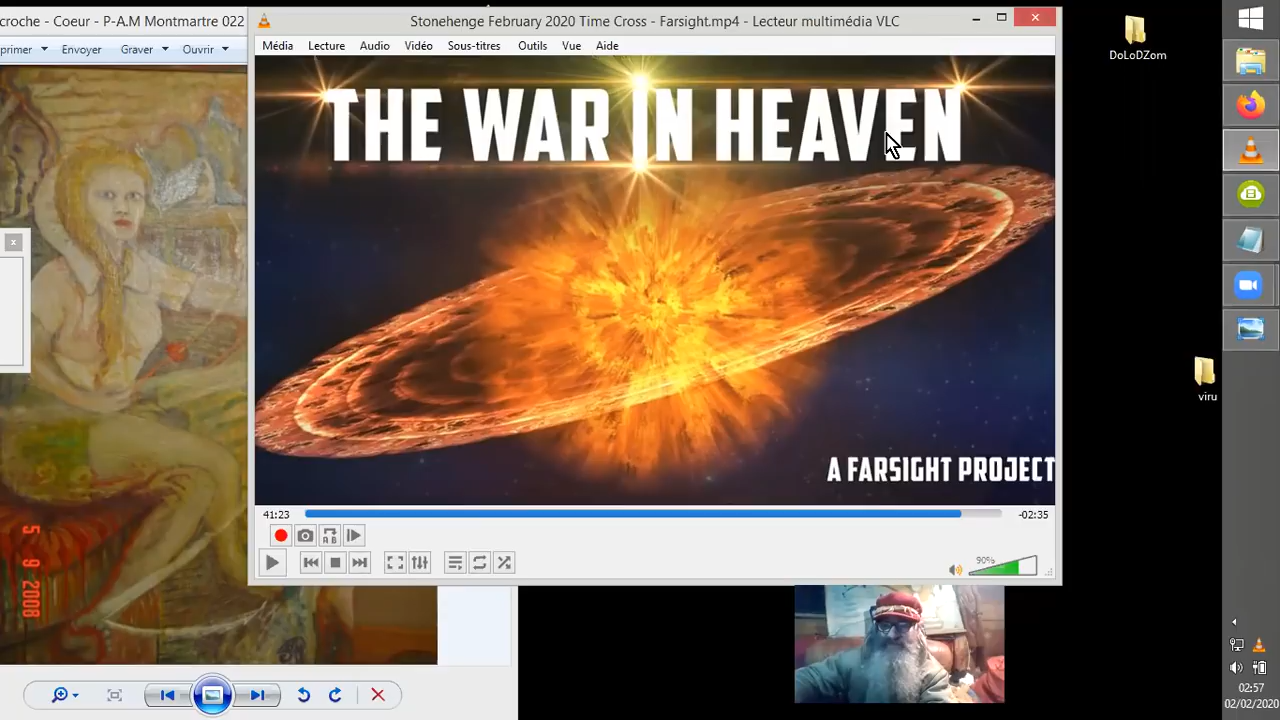 croche - Coeur - P-A.M Montmartre 022
primer Envoyer Graver Ouvrir
x
5 9 2008
Stonehenge February 2020 Time Cross - Farsight.mp4 - Lecteur multimédia VLC
Média Lecture Audio Vidéo Sous-titres Outils Vue Aide
THE WAR IN HEAVEN
A FARSIGHT PROJECT
41:23 -02:35
90%
DoLoDZom
viru
02:57
02/02/2020